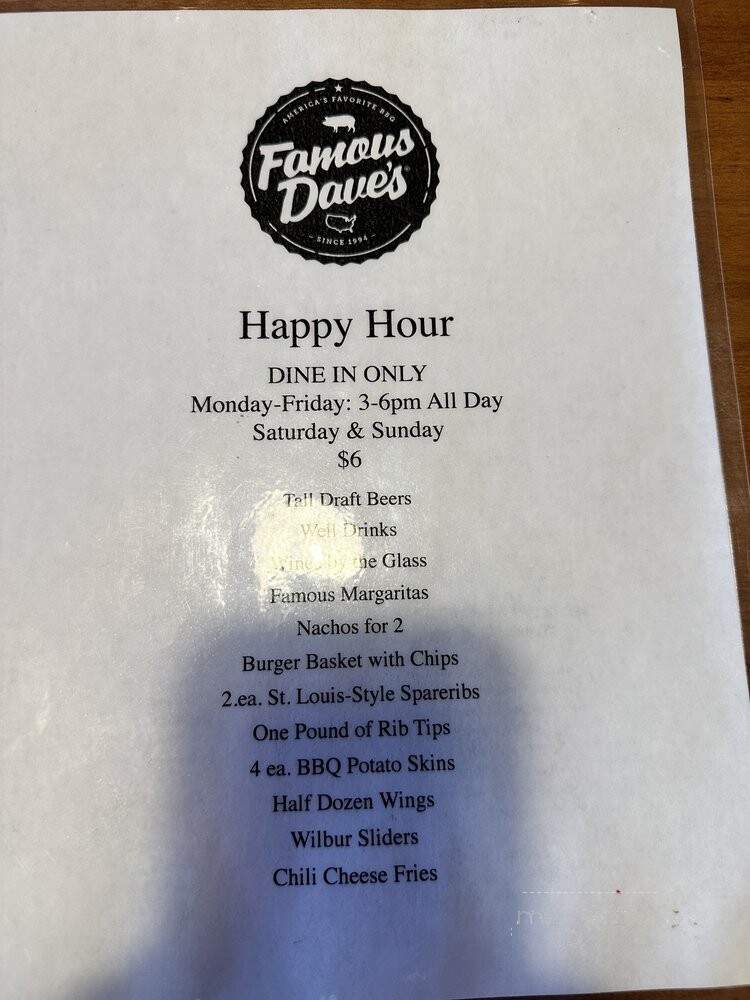 AMERICA'S FAVORITE BBQ
Famous
Dave's
SINCE 1994
Happy Hour
DINE IN ONLY
Monday-Friday: 3-6pm All Day
Saturday & Sunday
$6
Tall Draft Beers
Well Drinks
Wines by the Glass
Famous Margaritas
Nachos for 2
Burger Basket with Chips
2.ea. St. Louis-Style Spareribs
One Pound of Rib Tips
4 ea. BBQ Potato Skins
Half Dozen Wings
Wilbur Sliders
Chili Cheese Fries